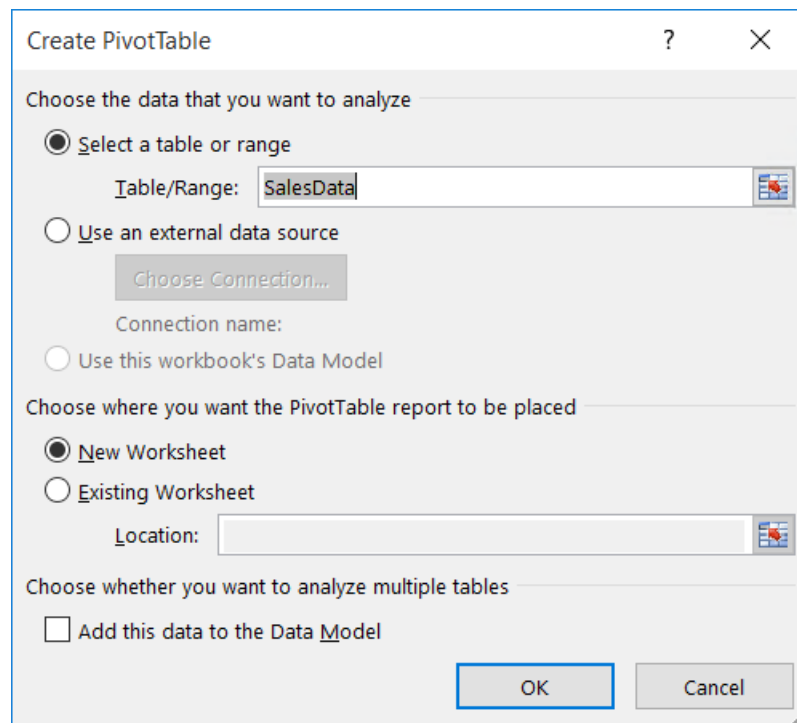 Create PivotTable ?
Choose the data that you want to analyze
Select a table or range
Table/Range: SalesData
Use an external data source
Choose Connection...
Connection name:
Use this workbook's Data Model
Choose where you want the PivotTable report to be placed
New Worksheet
Existing Worksheet
Location:
Choose whether you want to analyze multiple tables
Add this data to the Data Model
OK Cancel